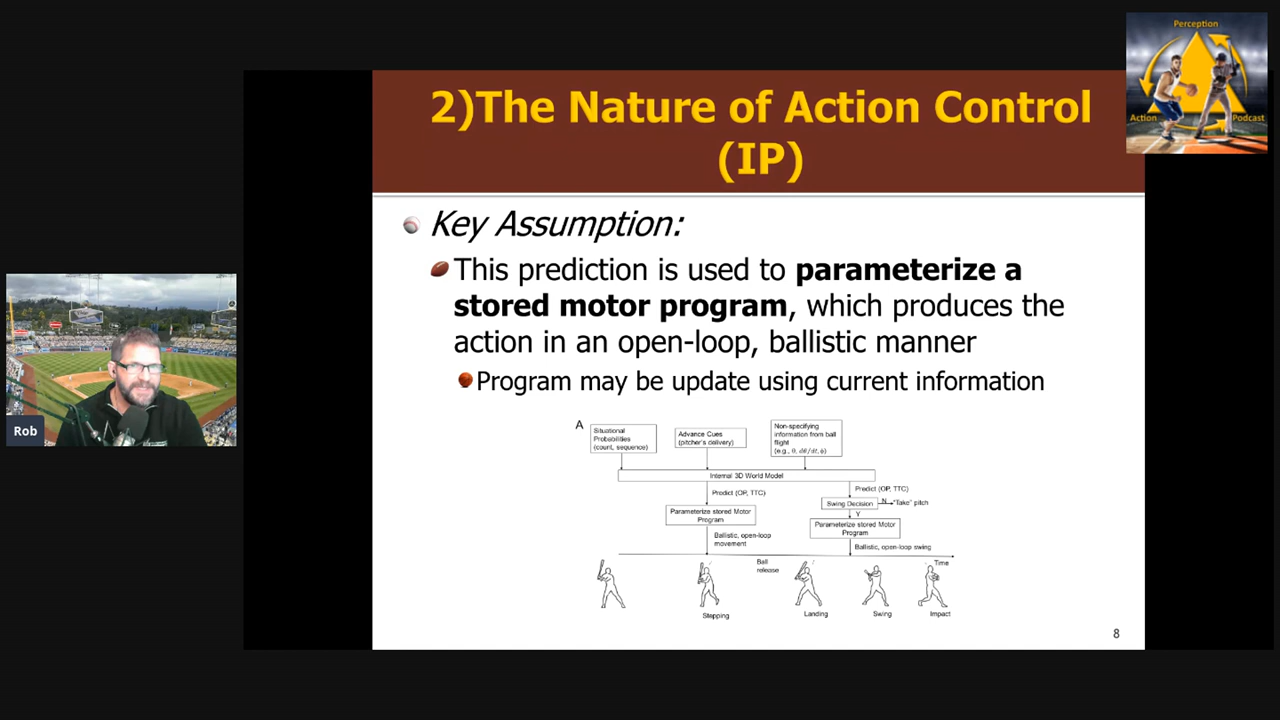 Perception
Action
Podcast
2)The Nature of Action Control
(IP)
Key Assumption:
This prediction is used to parameterize a
stored motor program, which produces the
action in an open-loop, ballistic manner
Program may be update using current information
A
Situational
Probabilities
(count, sequence)
Advance Cues
(pitcher's delivery)
Non-specifying
information from ball
flight
(e.g., θ, dθ/dt, ϕ)
Internal 3D World Model
Predict (OP, TTC)
Predict (OP, TTC)
Swing Decision
N
"Take" pitch
Y
Parameterize stored Motor
Program
Parameterize stored Motor
Program
Ballistic, open-loop
movement
Ballistic, open-loop swing
Ball
release
Time
Stepping
Landing
Swing
Impact
8
Rob